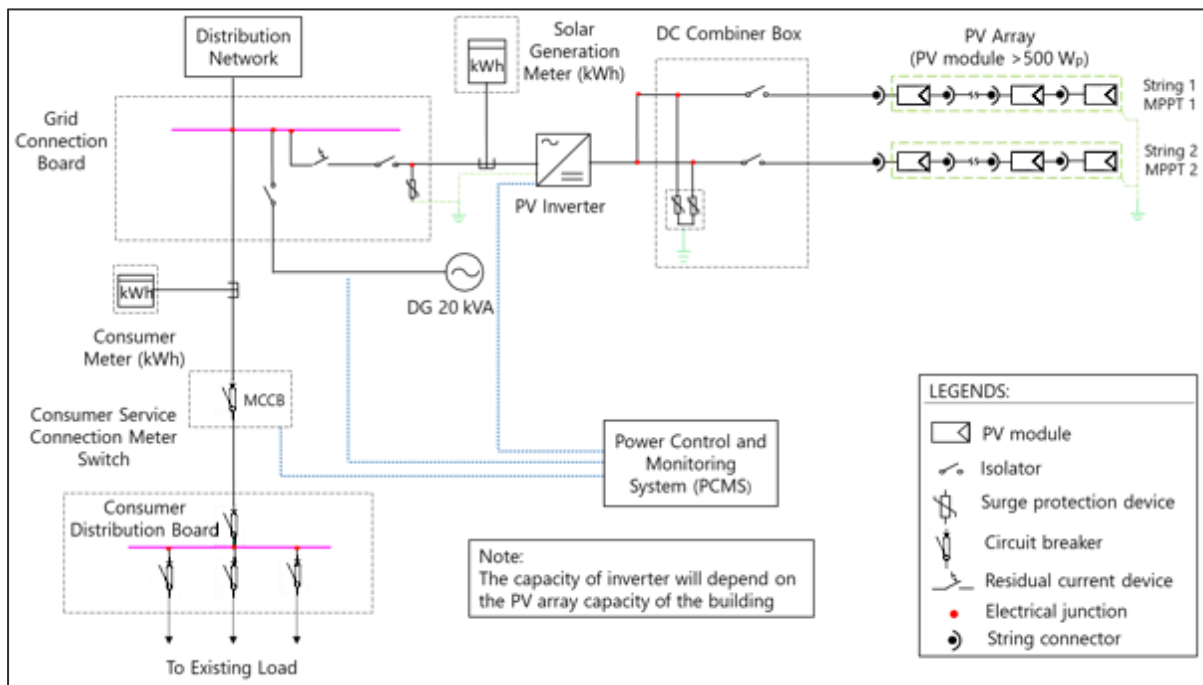 Distribution
Network
kWh
Solar
Generation
Meter (kWh)
DC Combiner Box
PV Array
(PV module >500 Wp)
String 1
MPPT 1
String 2
MPPT 2
Grid
Connection
Board
PV Inverter
DG 20 kVA
kWh
Consumer
Meter (kWh)
MCCB
Consumer Service
Connection Meter
Switch
Power Control and
Monitoring
System (PCMS)
Consumer
Distribution Board
To Existing Load
Note:
The capacity of inverter will depend on
the PV array capacity of the building
LEGENDS:
PV module
Isolator
Surge protection device
Circuit breaker
Residual current device
Electrical junction
String connector